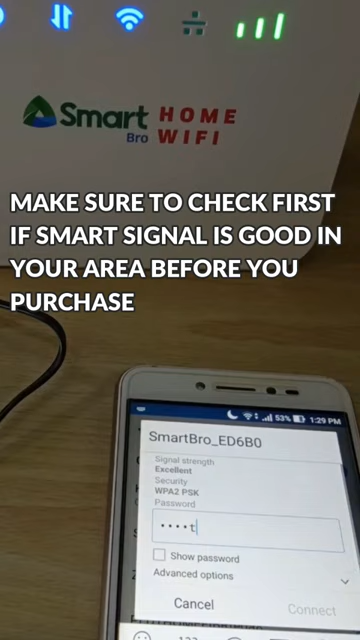 Smart HOME
Bro WIFI
MAKE SURE TO CHECK FIRST
IF SMART SIGNAL IS GOOD IN
YOUR AREA BEFORE YOU
PURCHASE
53% 1:29 PM
SmartBro_ED6B0
Signal strength
Excellent
Security
WPA2 PSK
Password
••••t
Show password
Advanced options
Cancel Connect
123